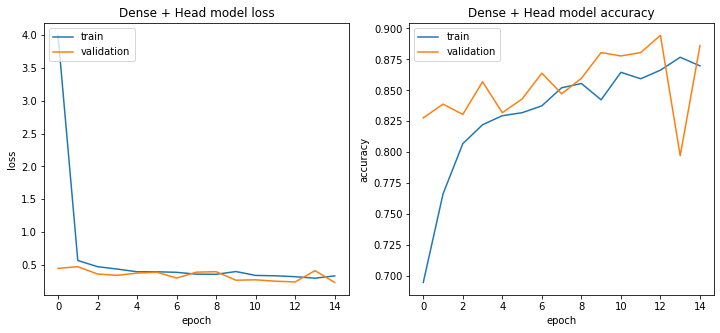 Dense + Head model loss
train
validation
4.0
3.5
3.0
2.5
2.0
1.5
1.0
0.5
loss
0 2 4 6 8 10 12 14
epoch
Dense + Head model accuracy
train
validation
0.900
0.875
0.850
0.825
0.800
0.775
0.750
0.725
0.700
accuracy
0 2 4 6 8 10 12 14
epoch